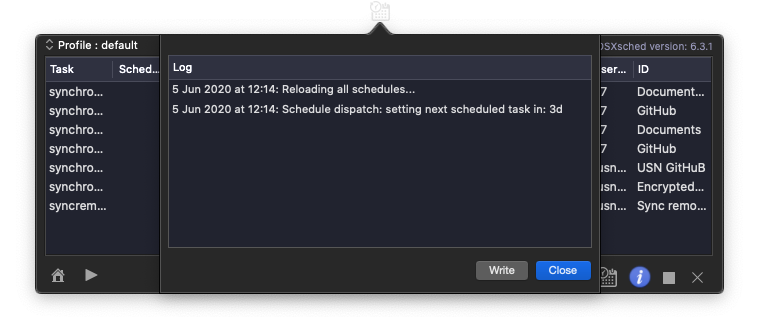 Profile : default
OSXsched version: 6.3.1
Task Sched... ser... ID
Log
5 Jun 2020 at 12:14: Reloading all schedules...
5 Jun 2020 at 12:14: Schedule dispatch: setting next scheduled task in: 3d
synchro... 7 Document...
synchro... 7 GitHub
synchro... 7 Documents
synchro... 7 GitHub
synchro... usn... USN GitHuB
synchro... usn... Encrypted...
syncrem... usn... Sync remo...
Write Close